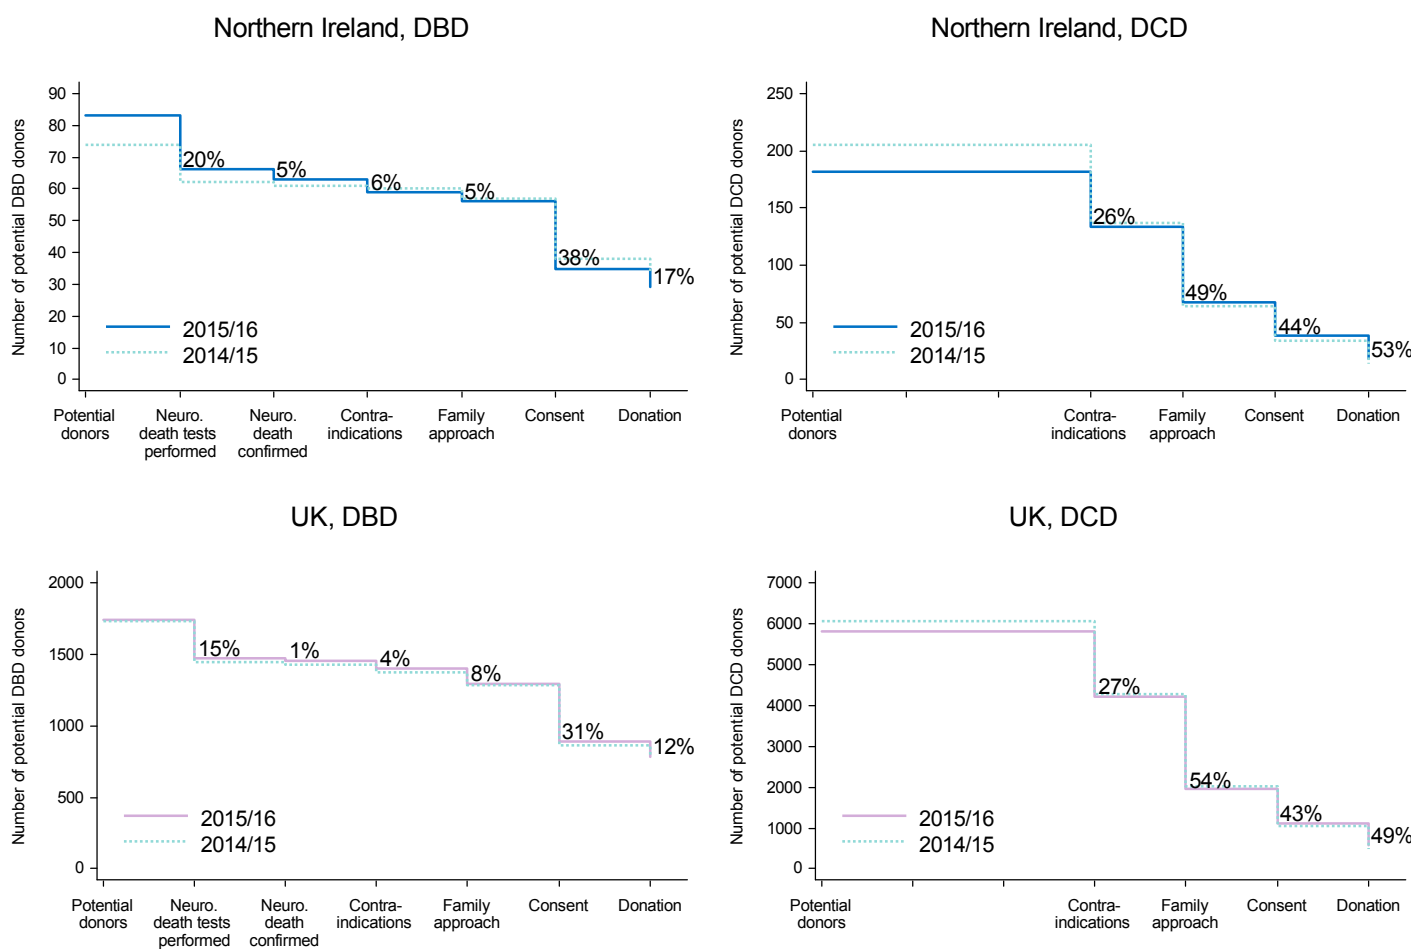 Northern Ireland, DBD
Number of potential DBD donors
90
80
70
60
50
40
30
20
10
0
20%
5%
6%
5%
38%
17%
2015/16
2014/15
Potential
donors
Neuro.
death tests
performed
Neuro.
death
confirmed
Contra-
indications
Family
approach
Consent
Donation
Northern Ireland, DCD
Number of potential DCD donors
250
200
150
100
50
0
26%
49%
44%
53%
2015/16
2014/15
Potential
donors
Contra-
indications
Family
approach
Consent
Donation
UK, DBD
Number of potential DBD donors
2000
1500
1000
500
0
15%
1%
4%
8%
31%
12%
2015/16
2014/15
Potential
donors
Neuro.
death tests
performed
Neuro.
death
confirmed
Contra-
indications
Family
approach
Consent
Donation
UK, DCD
Number of potential DCD donors
7000
6000
5000
4000
3000
2000
1000
0
27%
54%
43%
49%
2015/16
2014/15
Potential
donors
Contra-
indications
Family
approach
Consent
Donation